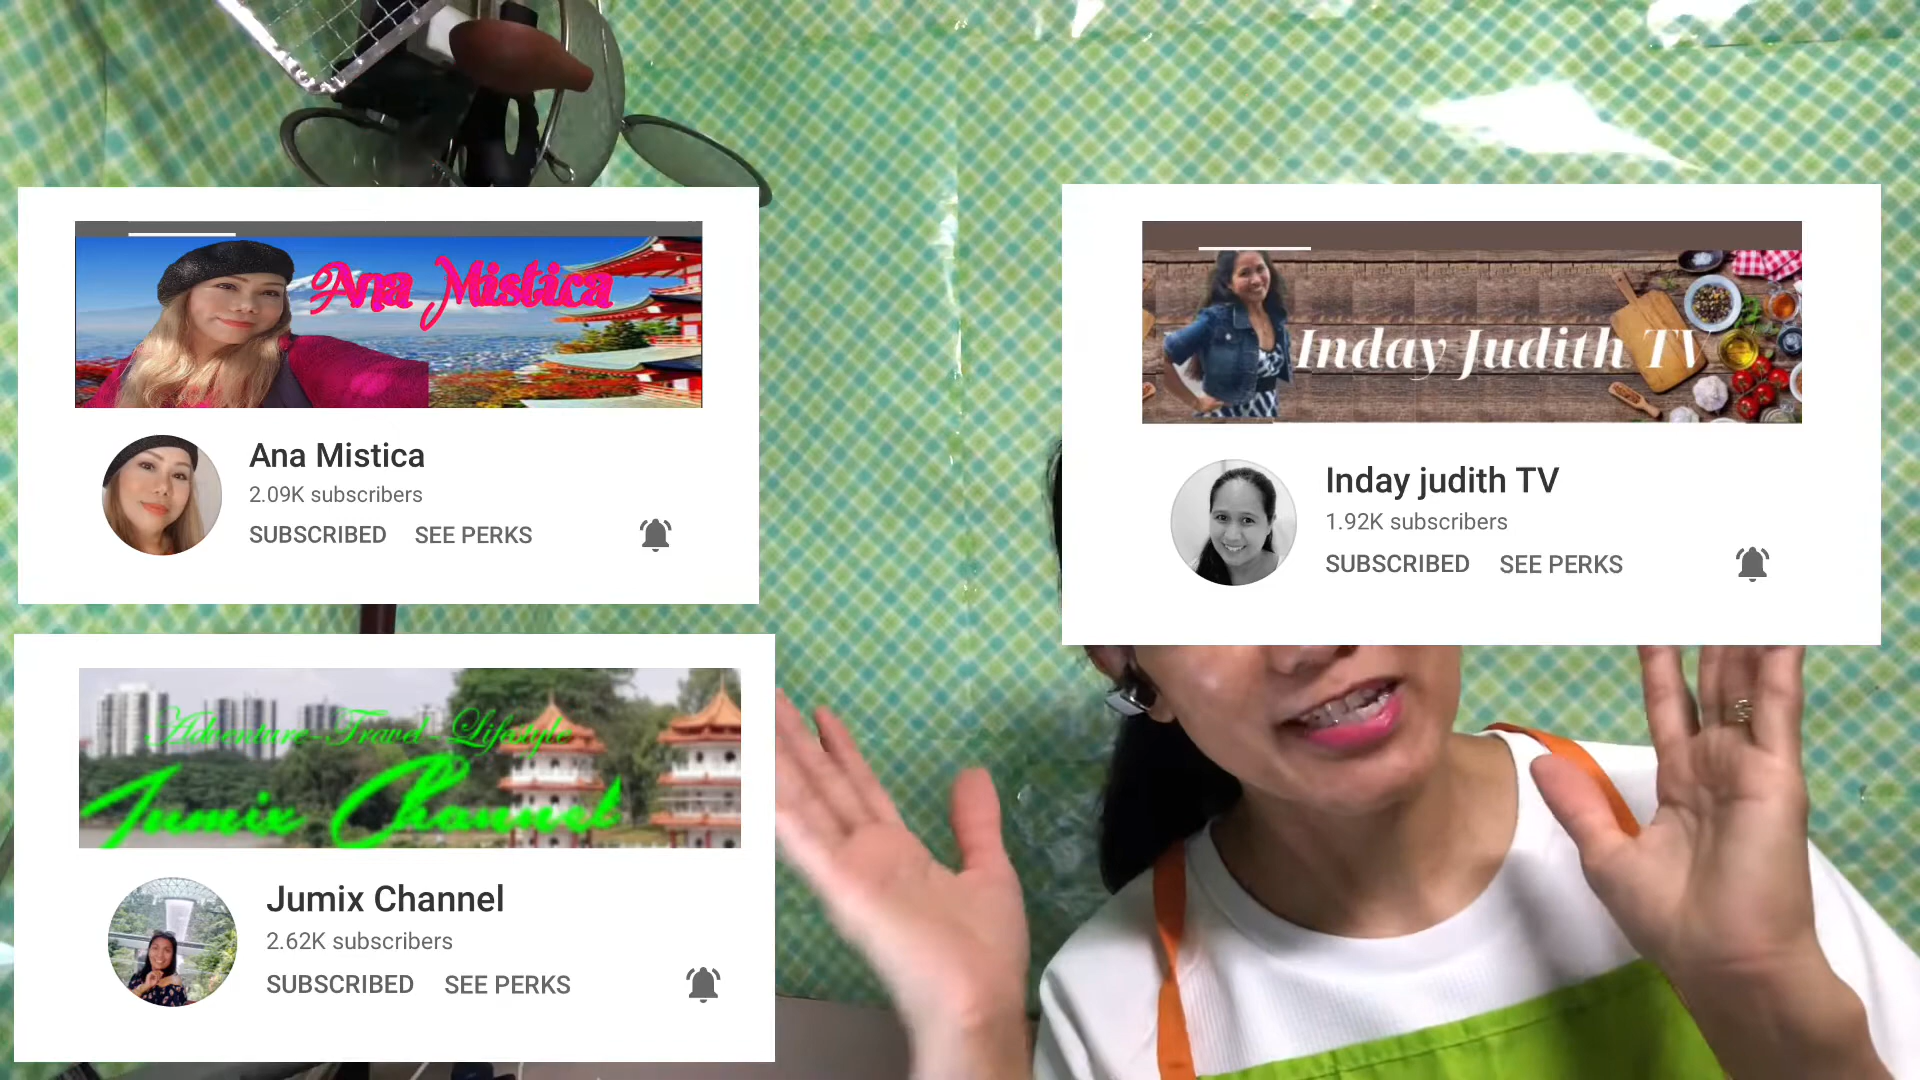 Ana Mistica
Ana Mistica
2.09K subscribers
SUBSCRIBED SEE PERKS
Inday Judith TV
Inday judith TV
1.92K subscribers
SUBSCRIBED SEE PERKS
Adventure-Travel-Lifestyle
Jumix Channel
Jumix Channel
2.62K subscribers
SUBSCRIBED SEE PERKS